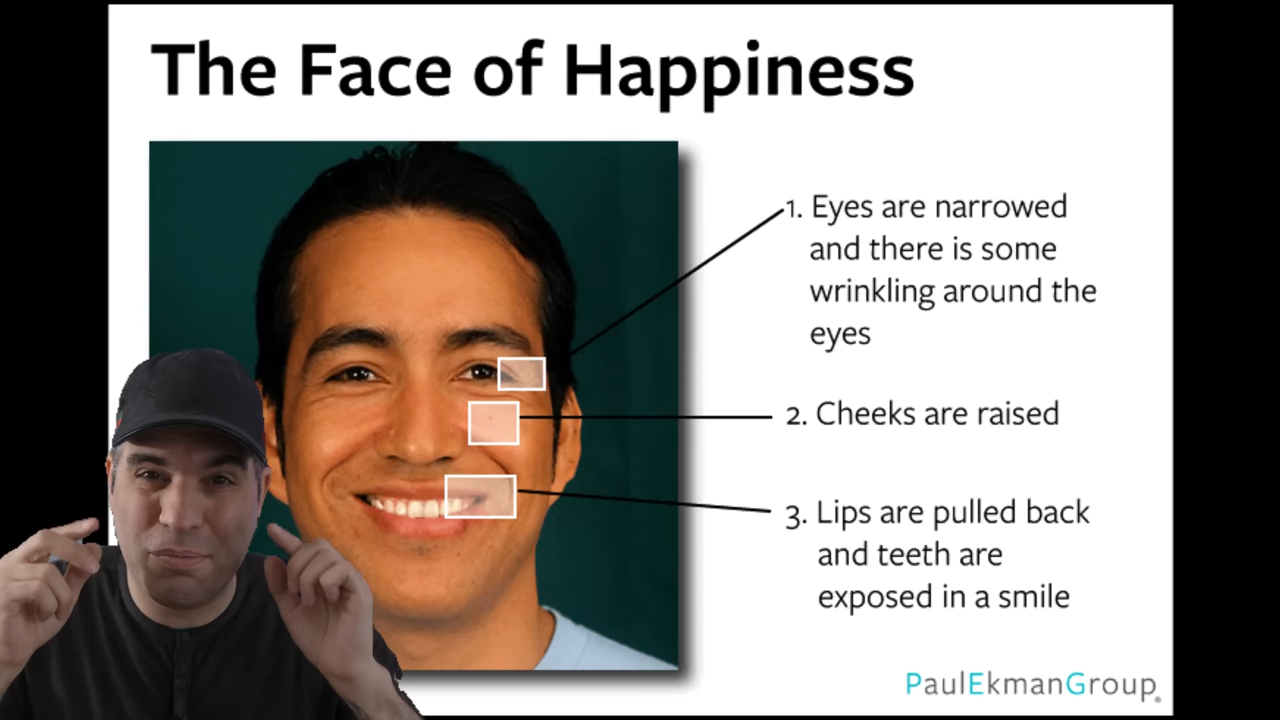 The Face of Happiness
1. Eyes are narrowed
and there is some
wrinkling around the
eyes
2. Cheeks are raised
3. Lips are pulled back
and teeth are
exposed in a smile
PaulEkmanGroup®